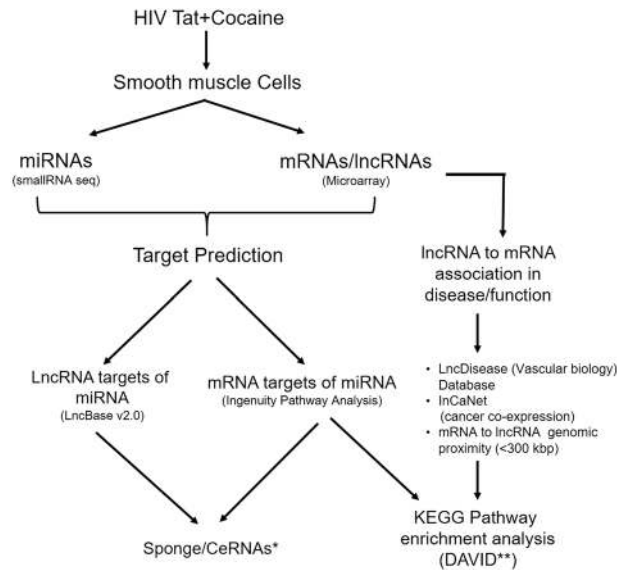 HIV Tat+Cocaine
Smooth muscle Cells
miRNAs
(smallRNA seq)
mRNAs/lncRNAs
(Microarray)
Target Prediction
lncRNA to mRNA
association in
disease/function
LncRNA targets of
miRNA
(LncBase v2.0)
mRNA targets of miRNA
(Ingenuity Pathway Analysis)
• LncDisease (Vascular biology)
Database
• lnCaNet
(cancer co-expression)
• mRNA to lncRNA genomic
proximity (<300 kbp)
Sponge/CeRNAs*
KEGG Pathway
enrichment analysis
(DAVID**)